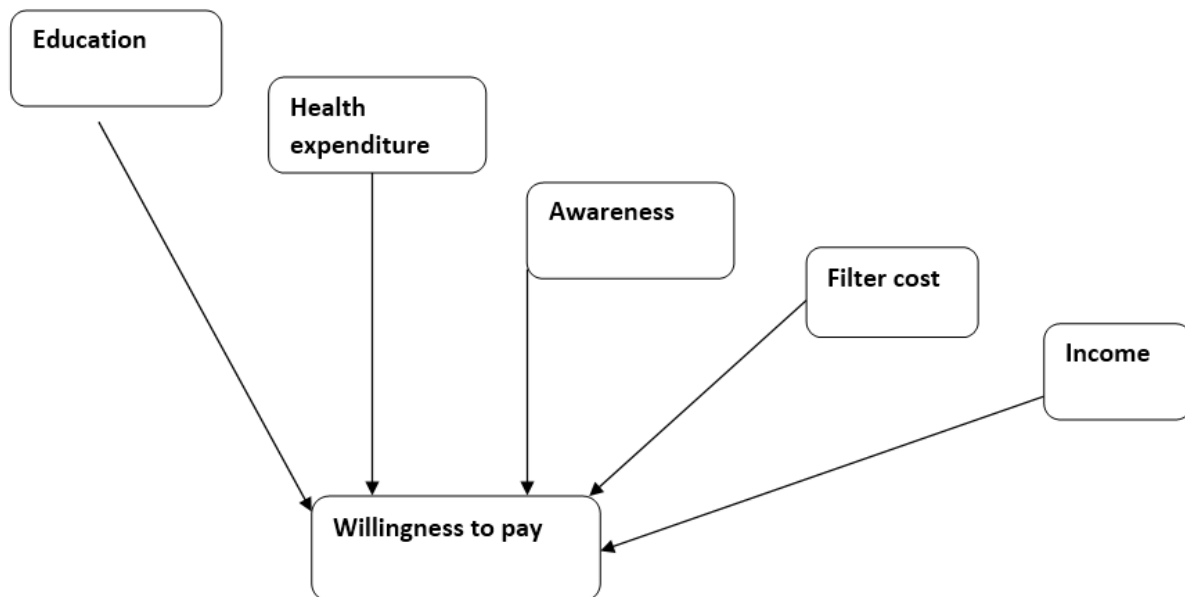 Education
Health
expenditure
Awareness
Filter cost
Income
Willingness to pay